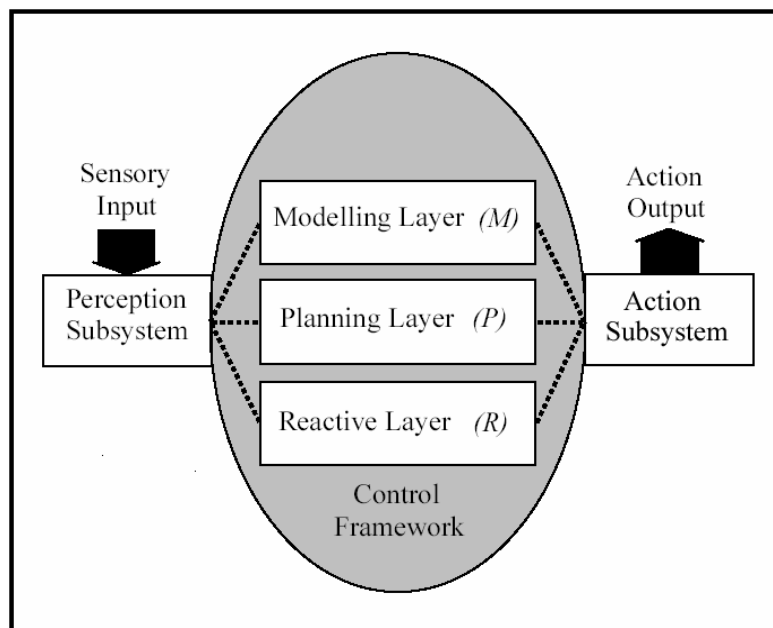 Sensory
Input
Perception
Subsystem
Modelling Layer (M)
Planning Layer (P)
Reactive Layer (R)
Control
Framework
Action
Output
Action
Subsystem